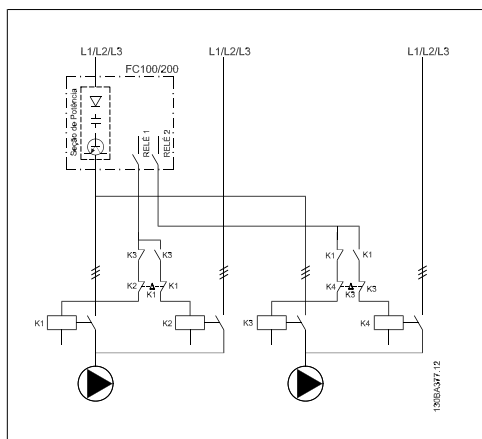 L1/L2/L3 L1/L2/L3 L1/L2/L3
FC100/200
Seção de Potência
RELÉ 1
RELÉ 2
K3 K3 K1 K1
K2 K1 K4 K3
K1 K3
K1 K2 K3 K4
130BA377.12